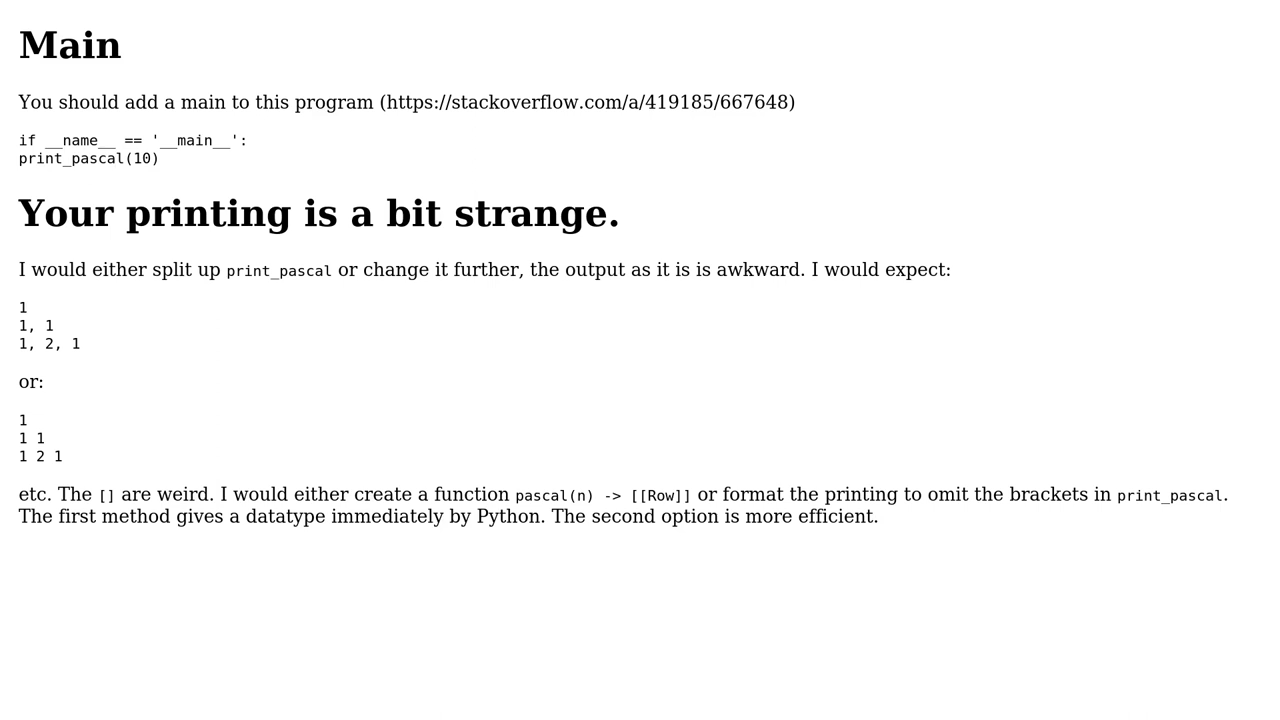 Main
You should add a main to this program (https://stackoverflow.com/a/419185/667648)
if __name__ == '__main__':
print_pascal(10)
Your printing is a bit strange.
I would either split up print_pascal or change it further, the output as it is is awkward. I would expect:
1
1, 1
1, 2, 1
or:
1
1 1
1 2 1
etc. The [] are weird. I would either create a function pascal(n) -> [[Row]] or format the printing to omit the brackets in print_pascal.
The first method gives a datatype immediately by Python. The second option is more efficient.